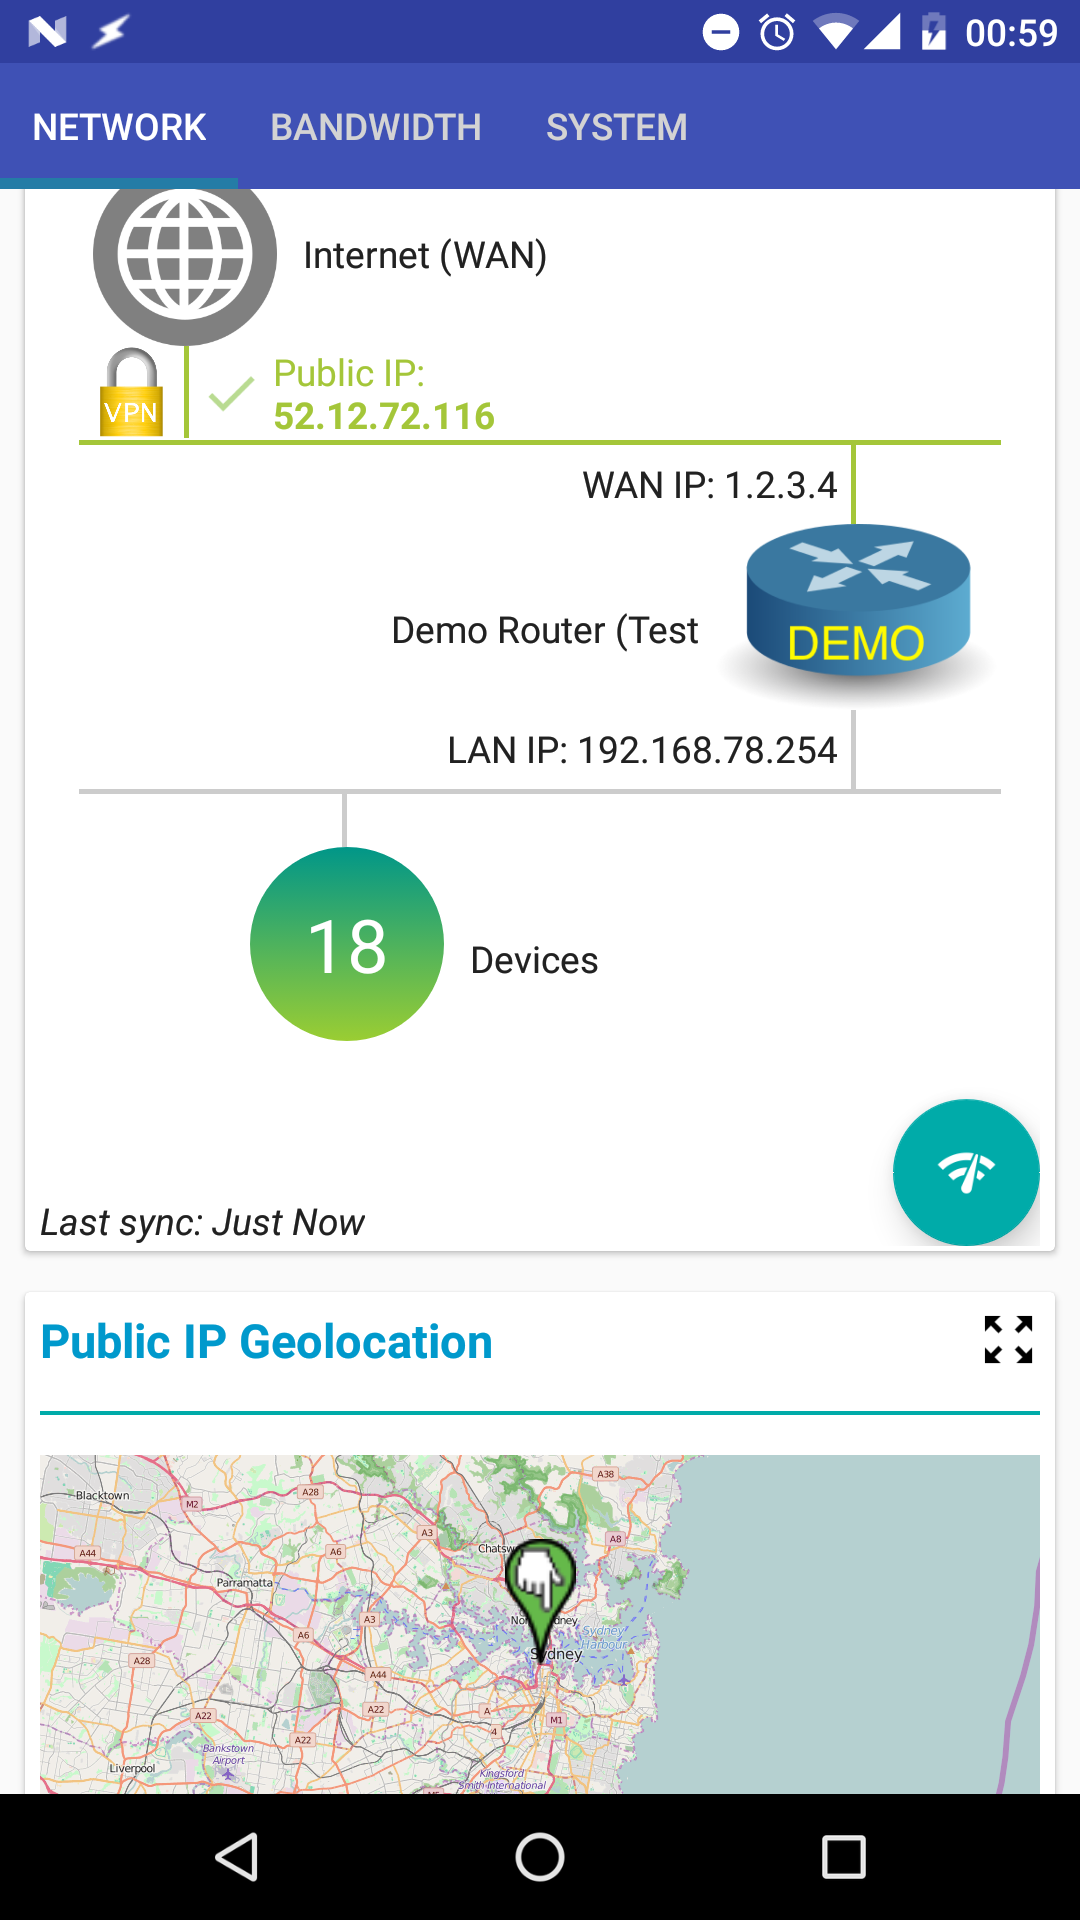 00:59
NETWORK BANDWIDTH SYSTEM
Internet (WAN)
VPN
Public IP:
52.12.72.116
WAN IP: 1.2.3.4
Demo Router (Test
DEMO
LAN IP: 192.168.78.254
18
Devices
Last sync: Just Now
Public IP Geolocation
A38
Blacktown
M2
A28
A3
A8
A44
A6
Chatsw
Parramatta
A3
A6
Sydney
Harbour
Sydney
A28
A44
A22
A22
A
M1
A22
4
Bankstown
Airport
Liverpool
Kingsford
Smith International